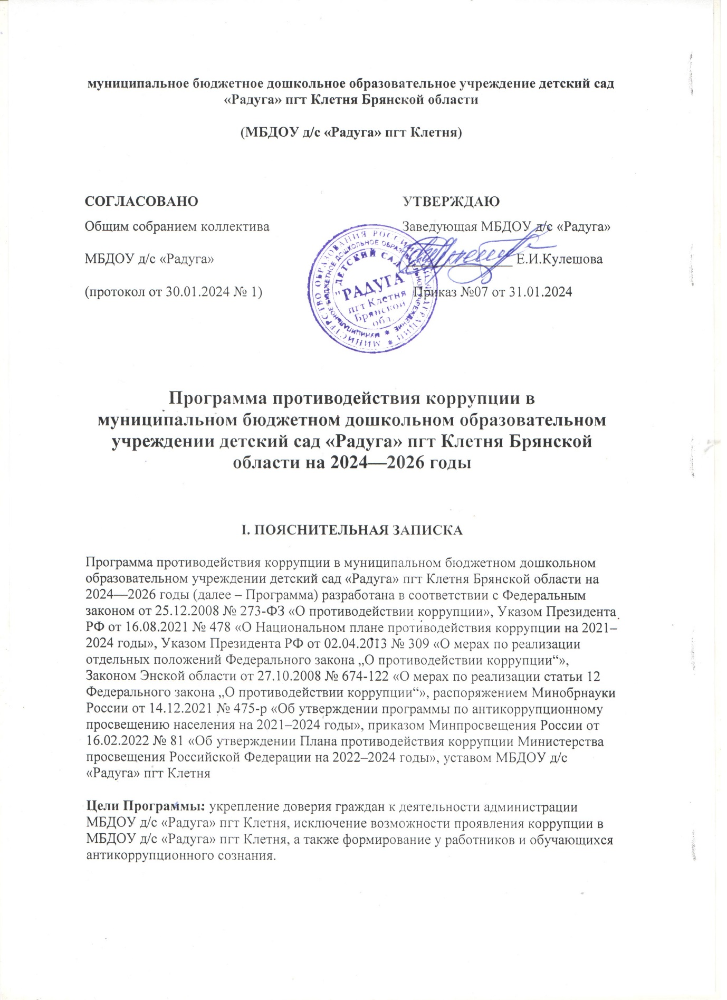 муниципальное бюджетное дошкольное образовательное учреждение детский сад
«Радуга» пгт Клетня Брянской области
(МБДОУ д/с «Радуга» пгт Клетня)
СОГЛАСОВАНО
Общим собранием коллектива
МБДОУ д/с «Радуга»
(протокол от 30.01.2024 № 1)
УТВЕРЖДАЮ
Заведующая МБДОУ д/с «Радуга»
Е.И.Кулешова
Приказ №07 от 31.01.2024
МИНИСТЕРСТВО ОБРАЗОВАНИЯ РОССИЙСКОЙ ФЕДЕРАЦИИ
МУНИЦИПАЛЬНОЕ БЮДЖЕТНОЕ ДОШКОЛЬНОЕ ОБРАЗОВАТЕЛЬНОЕ УЧРЕЖДЕНИЕ
ДЕТСКИЙ САД
"РАДУГА"
пгт Клетня
Брянской
обл.
Программа противодействия коррупции в
муниципальном бюджетном дошкольном образовательном
учреждении детский сад «Радуга» пгт Клетня Брянской
области на 2024—2026 годы
I. ПОЯСНИТЕЛЬНАЯ ЗАПИСКА
Программа противодействия коррупции в муниципальном бюджетном дошкольном
образовательном учреждении детский сад «Радуга» пгт Клетня Брянской области на
2024—2026 годы (далее – Программа) разработана в соответствии с Федеральным
законом от 25.12.2008 № 273-ФЗ «О противодействии коррупции», Указом Президента
РФ от 16.08.2021 № 478 «О Национальном плане противодействия коррупции на 2021–
2024 годы», Указом Президента РФ от 02.04.2013 № 309 «О мерах по реализации
отдельных положений Федерального закона „О противодействии коррупции“»,
Законом Энской области от 27.10.2008 № 674-122 «О мерах по реализации статьи 12
Федерального закона „О противодействии коррупции“», распоряжением Минобрнауки
России от 14.12.2021 № 475-р «Об утверждении программы по антикоррупционному
просвещению населения на 2021–2024 годы», приказом Минпросвещения России от
16.02.2022 № 81 «Об утверждении Плана противодействия коррупции Министерства
просвещения Российской Федерации на 2022–2024 годы», уставом МБДОУ д/с
«Радуга» пгт Клетня
Цели Программы: укрепление доверия граждан к деятельности администрации
МБДОУ д/с «Радуга» пгт Клетня, исключение возможности проявления коррупции в
МБДОУ д/с «Радуга» пгт Клетня, а также формирование у работников и обучающихся
антикоррупционного сознания.